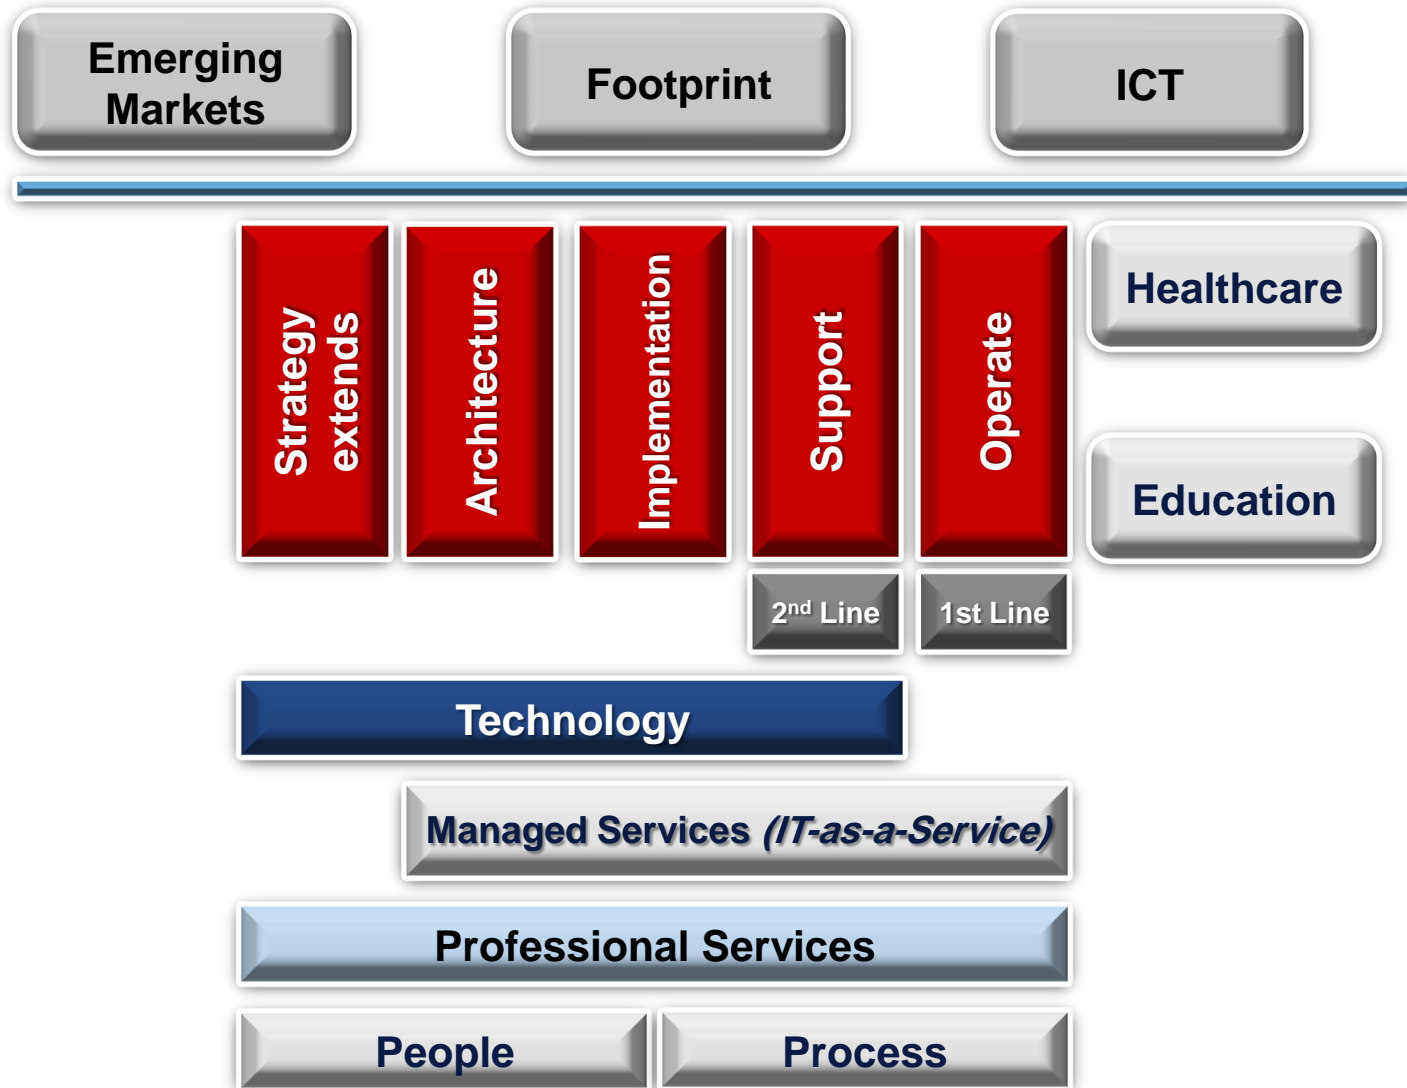 Emerging
Markets
Footprint
ICT
Strategy
extends
Architecture
Implementation
Support
Operate
Healthcare
Education
2nd Line
1st Line
Technology
Managed Services (IT-as-a-Service)
Professional Services
People
Process